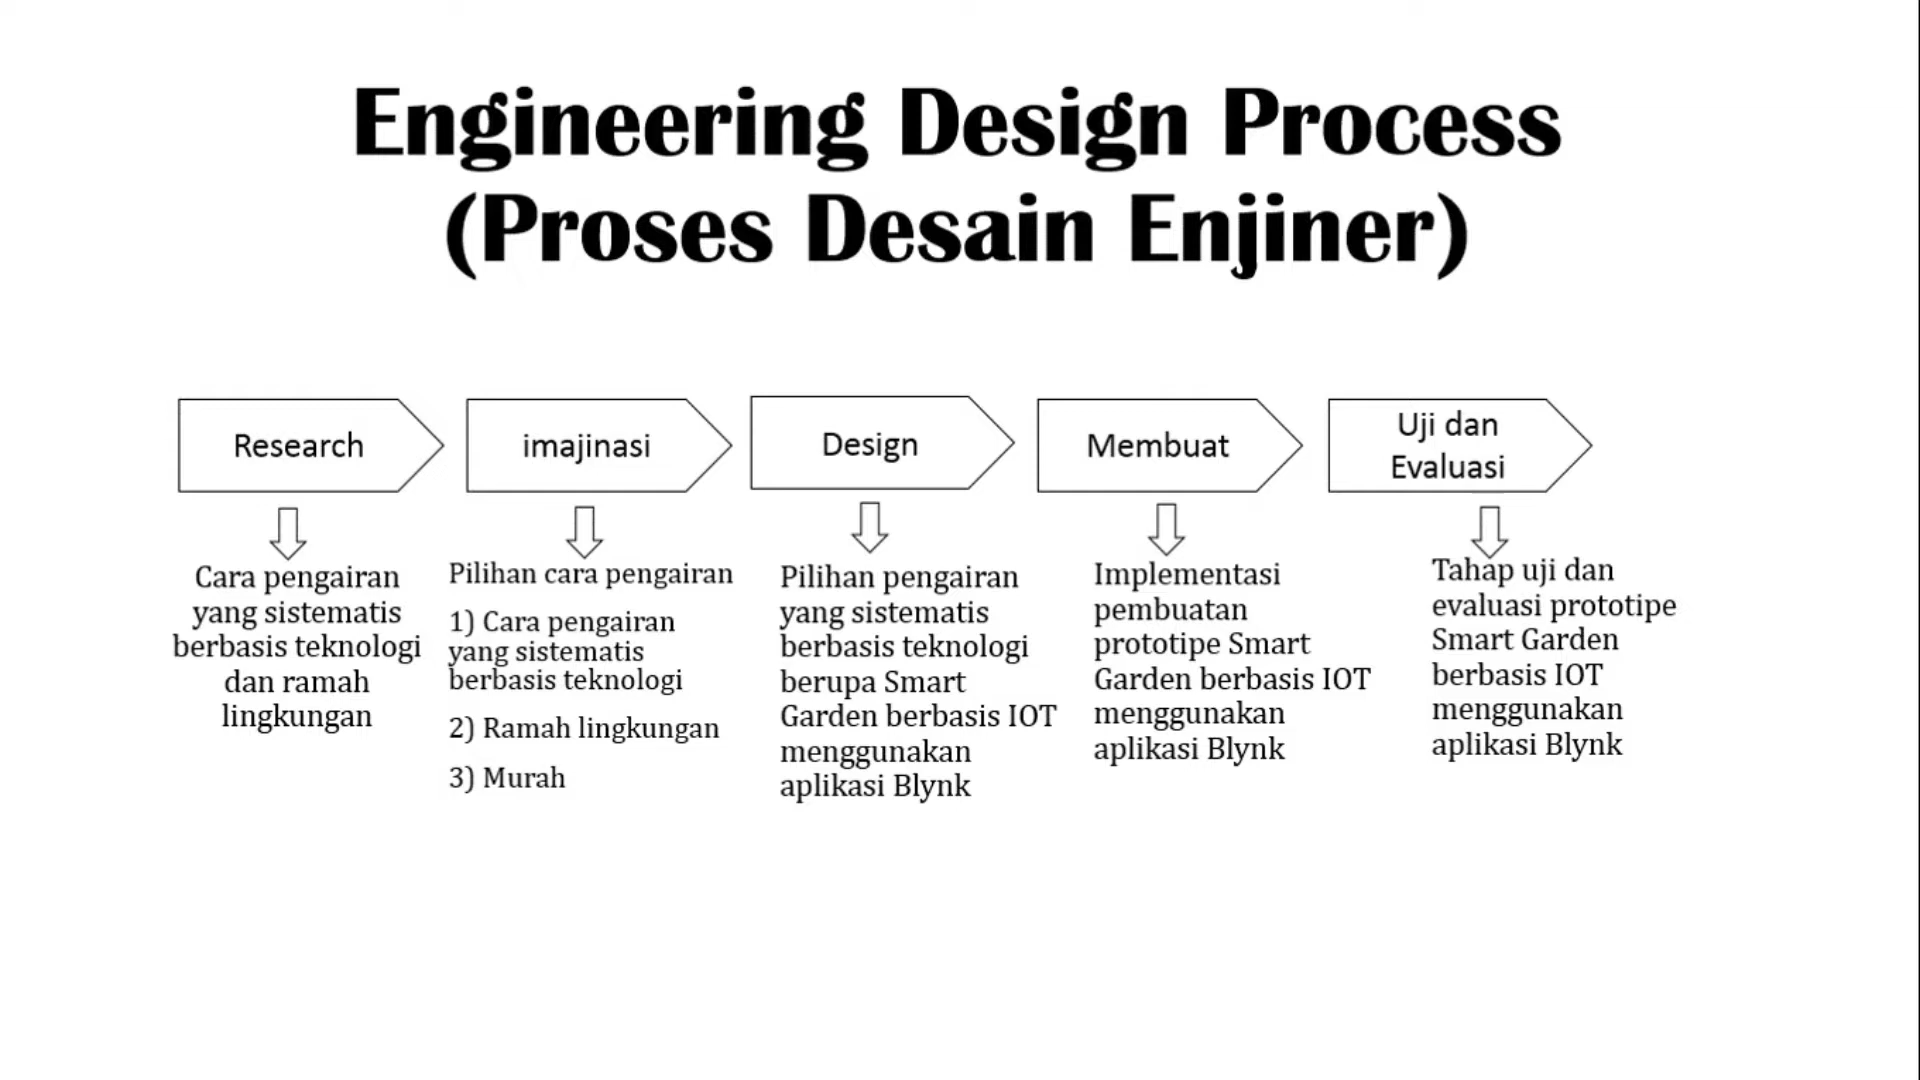 Engineering Design Process
(Proses Desain Enjiner)
Research
imajinasi
Design
Membuat
Uji dan
Evaluasi
Cara pengairan
yang sistematis
berbasis teknologi
dan ramah
lingkungan
Pilihan cara pengairan
1) Cara pengairan
yang sistematis
berbasis teknologi
2) Ramah lingkungan
3) Murah
Pilihan pengairan
yang sistematis
berbasis teknologi
berupa Smart
Garden berbasis IOT
menggunakan
aplikasi Blynk
Implementasi
pembuatan
prototipe Smart
Garden berbasis IOT
menggunakan
aplikasi Blynk
Tahap uji dan
evaluasi prototipe
Smart Garden
berbasis IOT
menggunakan
aplikasi Blynk